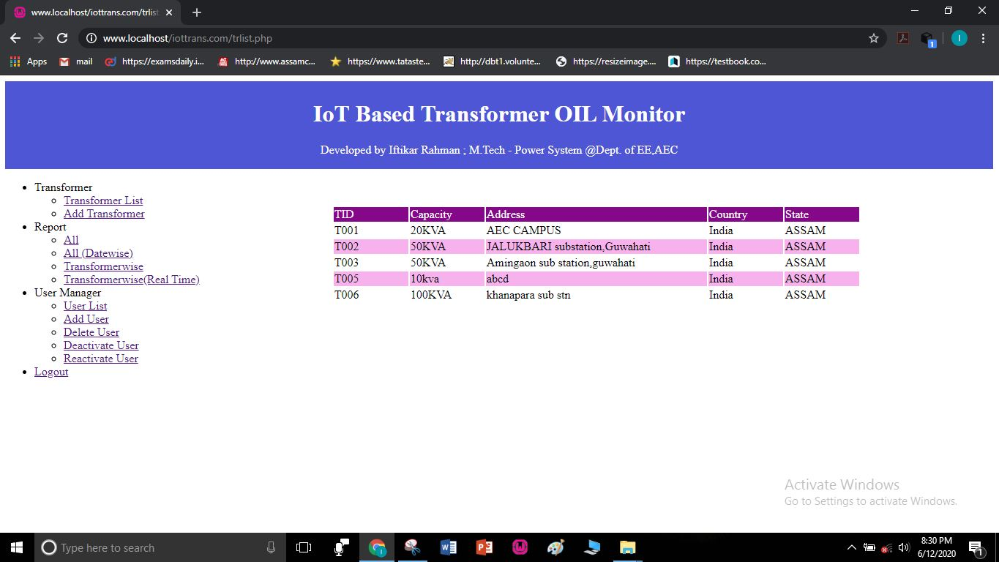 www.localhost/iottrans.com/trlist
www.localhost/iottrans.com/trlist.php
Apps mail https://examsdaily.i... http://www.assamc... https://www.tataste... http://dbt1.volunte... https://resizeimage.... https://testbook.co...
IoT Based Transformer OIL Monitor
Developed by Iftikar Rahman ; M.Tech - Power System @Dept. of EE,AEC
Transformer
Transformer List
Add Transformer
Report
All
All (Datewise)
Transformerwise
Transformerwise(Real Time)
User Manager
User List
Add User
Delete User
Deactivate User
Reactivate User
Logout
TID Capacity Address Country State
T001 20KVA AEC CAMPUS India ASSAM
T002 50KVA JALUKBARI substation,Guwahati India ASSAM
T003 50KVA Amingaon sub station,guwahati India ASSAM
T005 10kva abcd India ASSAM
T006 100KVA khanapara sub stn India ASSAM
Activate Windows
Go to Settings to activate Windows.
Type here to search
8:30 PM
6/12/2020